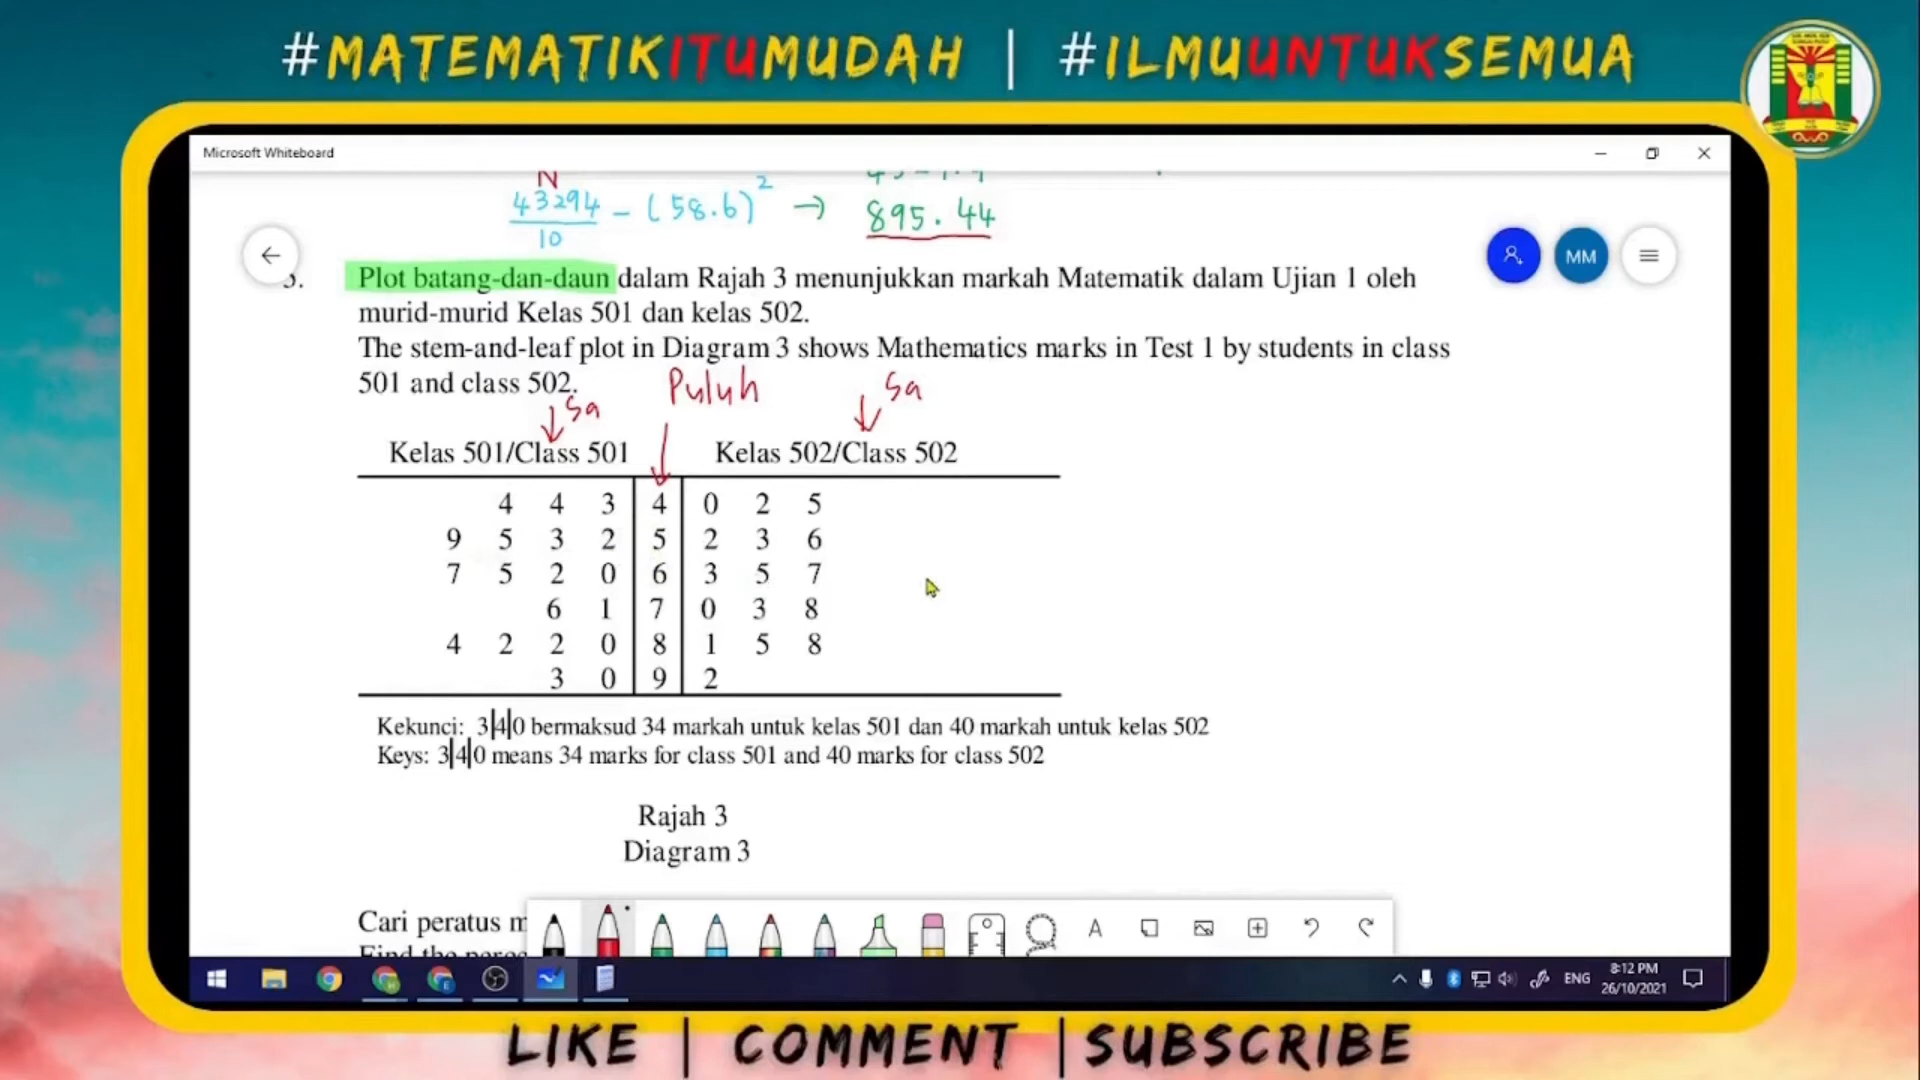 #MATEMATIKITUMUDAH | #ILMUUNTUKSEMUA
Microsoft Whiteboard
N
43294 - (58.6)² → 895.44
10
MM
Plot batang-dan-daun dalam Rajah 3 menunjukkan markah Matematik dalam Ujian 1 oleh
murid-murid Kelas 501 dan kelas 502.
The stem-and-leaf plot in Diagram 3 shows Mathematics marks in Test 1 by students in class
501 and class 502.
Sa Puluh Sa
Kelas 501/Class 501 Kelas 502/Class 502
4 4 3 4 0 2 5
9 5 3 2 5 2 3 6
7 5 2 0 6 3 5 7
6 1 7 0 3 8
4 2 2 0 8 1 5 8
3 0 9 2
Kekunci: 3|4|0 bermaksud 34 markah untuk kelas 501 dan 40 markah untuk kelas 502
Keys: 3|4|0 means 34 marks for class 501 and 40 marks for class 502
Rajah 3
Diagram 3
Cari peratus
Find the
ENG
8:12 PM
26/10/2021
LIKE | COMMENT | SUBSCRIBE